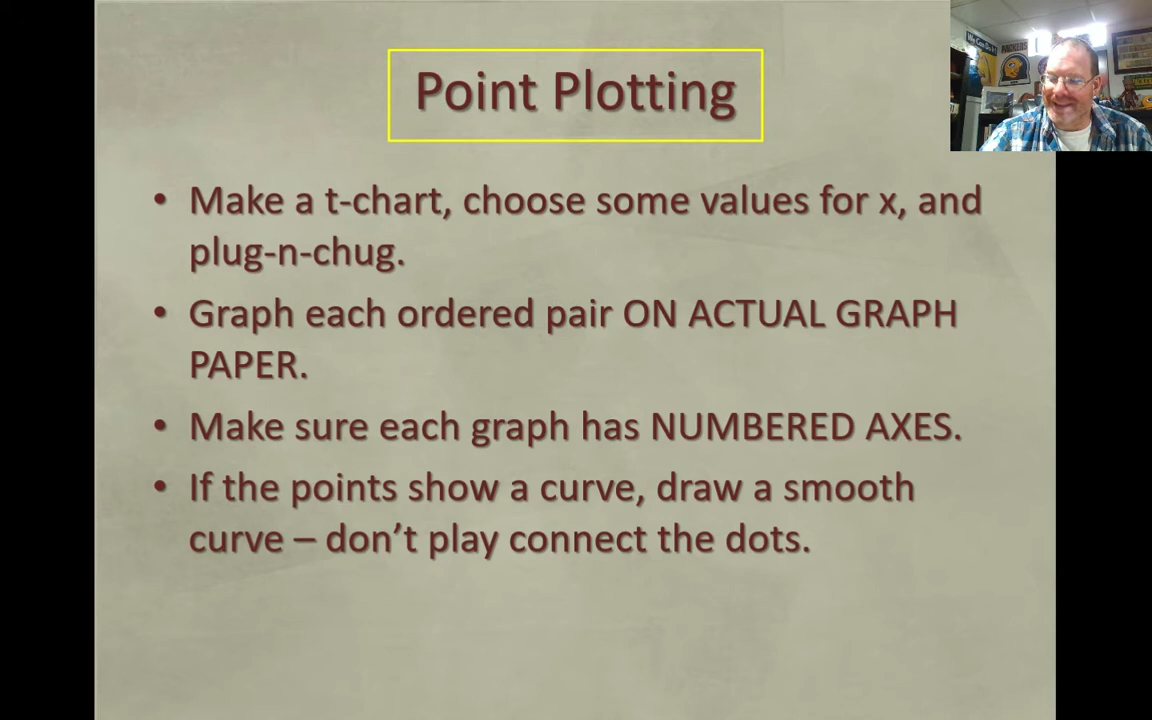 Point Plotting
• Make a t-chart, choose some values for x, and
plug-n-chug.
• Graph each ordered pair ON ACTUAL GRAPH
PAPER.
• Make sure each graph has NUMBERED AXES.
• If the points show a curve, draw a smooth
curve – don’t play connect the dots.
PACKERS